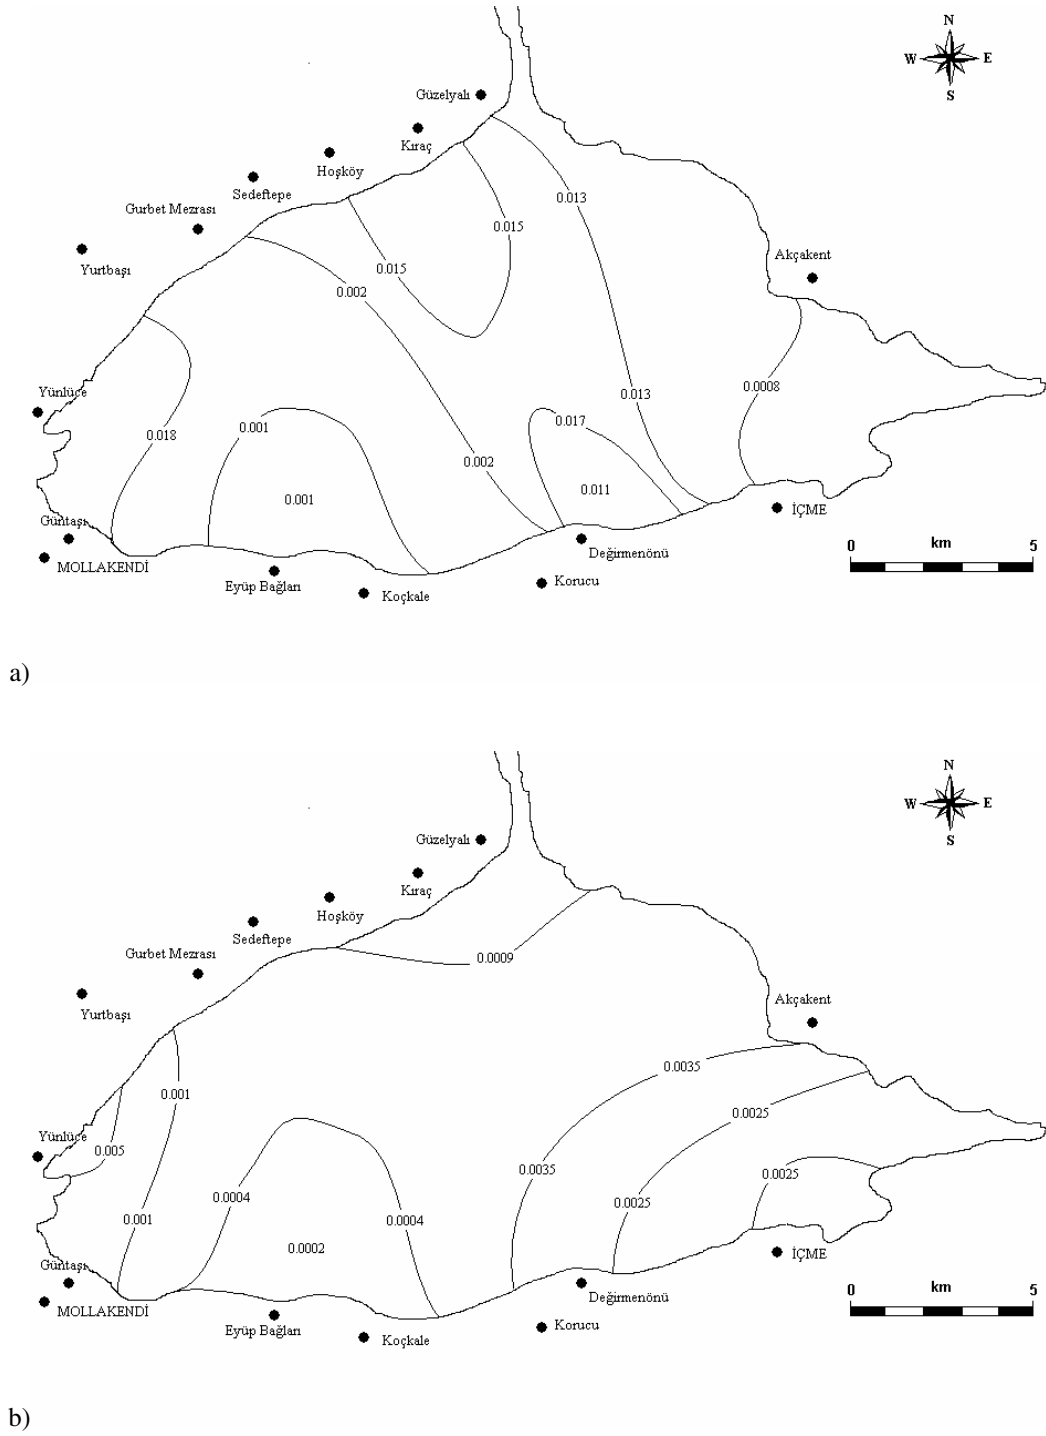 N
W E
S
Güzelyalı
Kıraç
Hoşköy
Sedeftepe
Gurbet Mezrası
Yurtbaşı
0.013
0.015
0.015
0.002
Akçakent
Yünlüce
0.0008
0.013
0.018
0.001
0.017
0.002
0.001
0.011
Güntaşı
MOLLAKENDİ
Eyüp Bağları
Koçkale
Değirmenönü
Korucu
İÇME
0 km 5
a)
N
W E
S
Güzelyalı
Kıraç
Hoşköy
Sedeftepe
Gurbet Mezrası
Yurtbaşı
0.0009
Akçakent
0.0035
0.001
0.0025
Yünlüce
0.005
0.0035
0.0025
0.0004
0.0025
0.001
0.0004
0.0002
Güntaşı
MOLLAKENDİ
Eyüp Bağları
Koçkale
Değirmenönü
Korucu
İÇME
0 km 5
b)